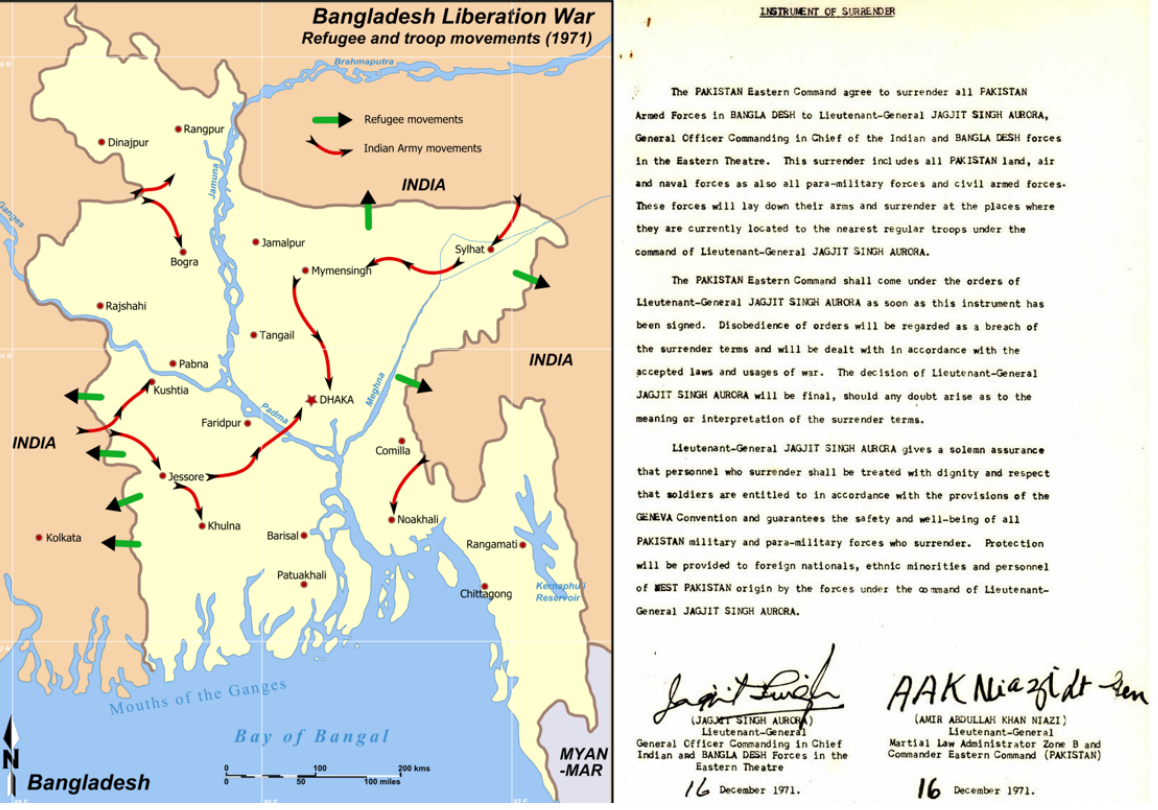 Bangladesh Liberation War
Refugee and troop movements (1971)
Brahmaputra
Refugee movements
Indian Army movements
Rangpur
Dinajpur
Jamuna
INDIA
Ganges
Jamalpur
Sylhat
Bogra
Mymensingh
Rajshahi
Tangail
INDIA
Pabna
Kushtia
Meghna
DHAKA
Padma
Faridpur
INDIA
Comilla
Jessore
Noakhali
Khulna
Barisal
Kolkata
Rangamati
Patuakhali
Chittagong
Kernaphuli
Reservoir
Mouths of the Ganges
Bay of Bangal
MYAN
-MAR
N
Bangladesh
0 100 200 kms
0 100 miles
INSTRUMENT OF SURRENDER
The PAKISTAN Eastern Command agree to surrender all PAKISTAN
Armed Forces in BANGLA DESH to Lieutenant-General JAGJIT SINGH AURORA,
General Officer Commanding in Chief of the Indian and BANGLA DESH forces
in the Eastern Theatre. This surrender includes all PAKISTAN land, air
and naval forces as also all para-military forces and civil armed forces.
These forces will lay down their arms and surrender at the places where
they are currently located to the nearest regular troops under the
command of Lieutenant-General JAGJIT SINGH AURORA.
The PAKISTAN Eastern Command shall come under the orders of
Lieutenant-General JAGJIT SINGH AURORA as soon as this instrument has
been signed. Disobedience of orders will be regarded as a breach of
the surrender terms and will be dealt with in accordance with the
accepted laws and usages of war. The decision of Lieutenant-General
JAGJIT SINGH AURORA will be final, should any doubt arise as to the
meaning or interpretation of the surrender terms.
Lieutenant-General JAGJIT SINGH AURCRA gives a solemn assurance
that personnel who surrender shall be treated with dignity and respect
that soldiers are entitled to in accordance with the provisions of the
GENEVA Convention and guarantees the safety and well-being of all
PAKISTAN military and para-military forces who surrender. Protection
will be provided to foreign nationals, ethnic minorities and personnel
of WEST PAKISTAN origin by the forces under the command of Lieutenant-
General JAGJIT SINGH AURORA.
Jagjit Singh
(JAGJIT SINGH AURORA)
Lieutenant-General
General Officer Commanding in Chief
Indian and BANGLA DESH Forces in the
Eastern Theatre
16 December 1971.
AAK Niazi Lt Gen
(AMIR ABDULLAH KHAN NIAZI)
Lieutenant-General
Martial Law Administrator Zone B and
Commander Eastern Command (PAKISTAN)
16 December 1971.